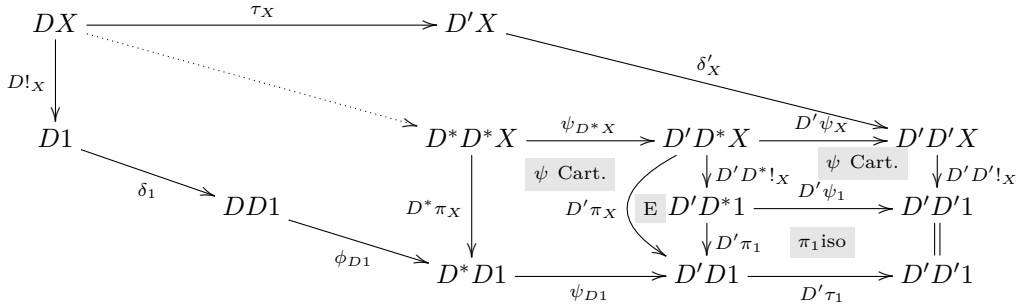 DX τ_X D′X
D!_X δ′_X
D1 D*D*X ψ_{D*X} D′D*X D′ψ_X D′D′X
ψ Cart. ψ Cart.
δ_1 D′D*!_X D′D′!_X
DD1 D*π_X D′π_X E D′D*1 D′ψ_1 D′D′1
φ_{D1} D′π_1 π_1iso
D*D1 ψ_{D1} D′D1 D′τ_1 D′D′1